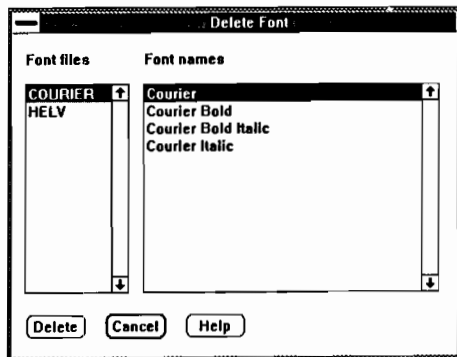 Delete Font
Font files Font names
COURIER
HELV
Courier
Courier Bold
Courier Bold Italic
Courier Italic
Delete Cancel Help